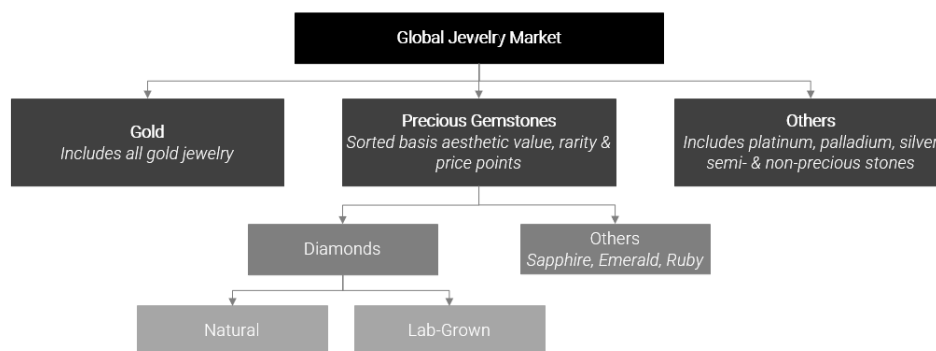 Global Jewelry Market
Gold
Includes all gold jewelry
Precious Gemstones
Sorted basis aesthetic value, rarity &
price points
Others
Includes platinum, palladium, silver
semi- & non-precious stones
Diamonds
Others
Sapphire, Emerald, Ruby
Natural
Lab-Grown